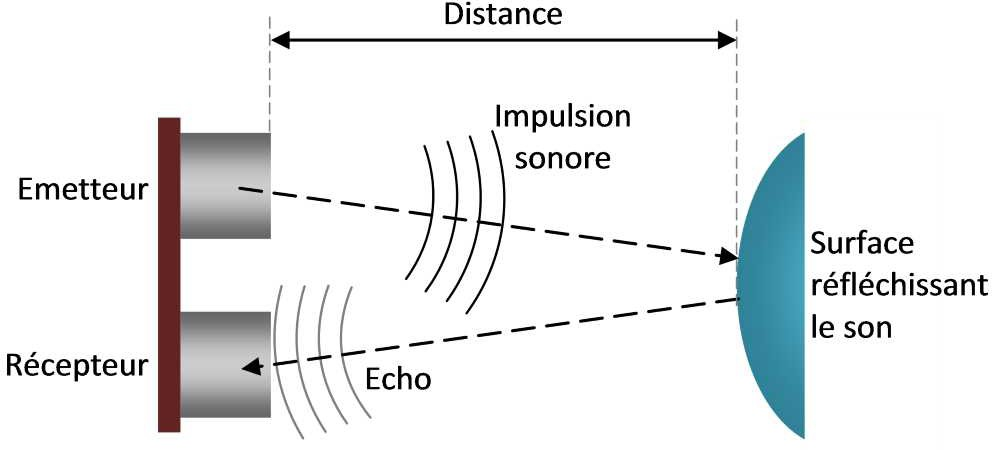 Distance
Impulsion
sonore
Emetteur
Surface
réfléchissant
le son
Récepteur
Echo